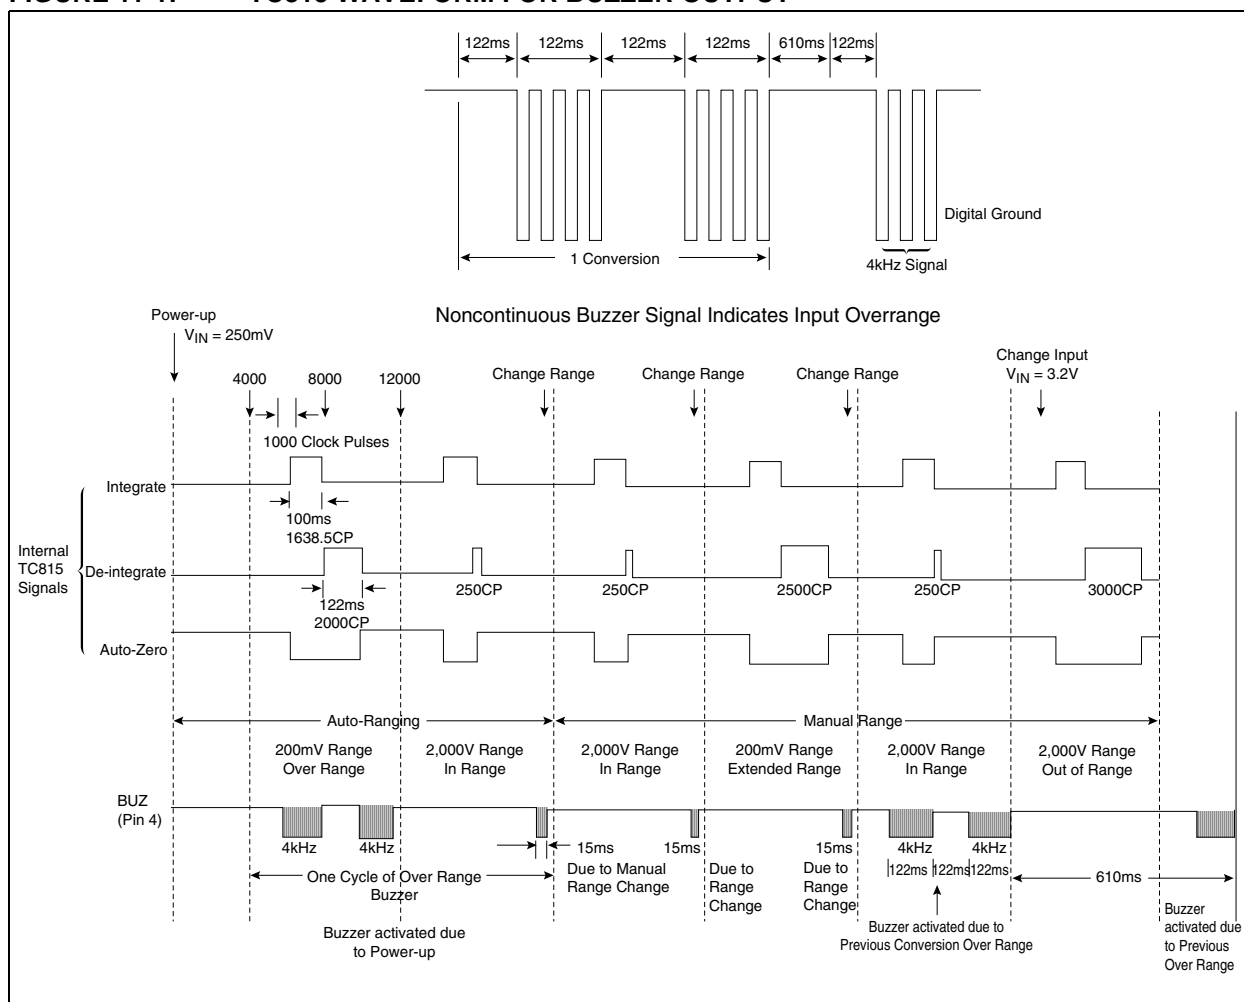 122ms 122ms 122ms 122ms 610ms 122ms
Digital Ground
1 Conversion
4kHz Signal
Noncontinuous Buzzer Signal Indicates Input Overrange
Power-up
VIN = 250mV
4000 8000 12000
Change Range
Change Range
Change Range
Change Input
VIN = 3.2V
1000 Clock Pulses
Integrate
100ms
1638.5CP
Internal
TC815
Signals
De-integrate
250CP 250CP 2500CP 250CP 3000CP
122ms
2000CP
Auto-Zero
Auto-Ranging
Manual Range
200mV Range
Over Range
2,000V Range
In Range
2,000V Range
In Range
200mV Range
Extended Range
2,000V Range
In Range
2,000V Range
Out of Range
BUZ
(Pin 4)
4kHz 4kHz 15ms 15ms 15ms 4kHz 4kHz
Due to Manual
Range Change
Due to
Range
Change
Due to
Range
Change
122ms 122ms 122ms
610ms
One Cycle of Over Range
Buzzer
Buzzer activated due
to Power-up
Buzzer activated due to
Previous Conversion Over Range
Buzzer
activated due
to Previous
Over Range